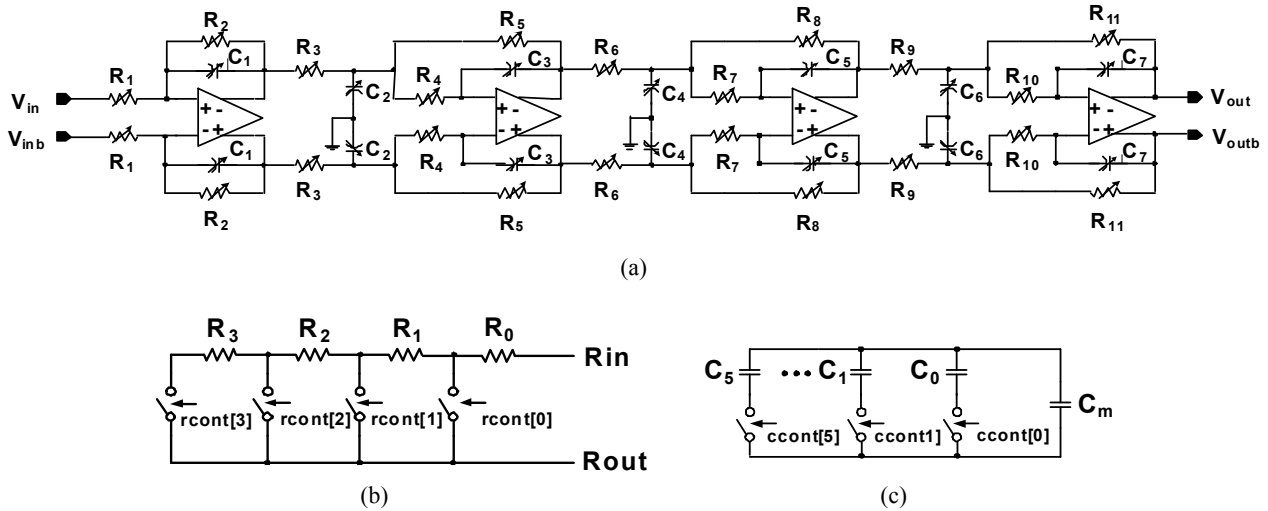 R2 R5 R8 R11
C1 R3 C3 R6 C5 R9 C7
R1 R4 R7 R10
Vin C2 C4 C6 Vout
+ - + - + - + -
- + - + - + - +
Vinb Voutb
R1 C1 C2 R4 C3 C4 R7 C5 C6 R10 C7
R3 R6 R9
R2 R5 R8 R11
(a)
R3 R2 R1 R0
Rin
rcont[3] rcont[2] rcont[1] rcont[0]
Rout
(b)
C5 ••• C1 C0
Cm
ccont[5] ccont1] ccont[0]
(c)